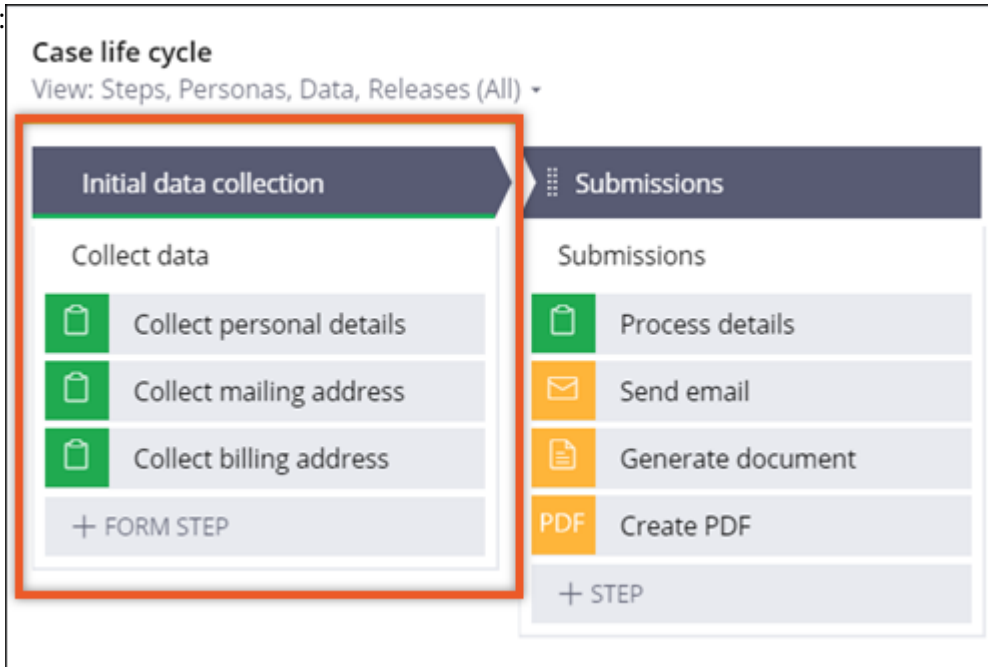 :
Case life cycle
View: Steps, Personas, Data, Releases (All)
Initial data collection
Collect data
Collect personal details
Collect mailing address
Collect billing address
+ FORM STEP
Submissions
Submissions
Process details
Send email
Generate document
PDF Create PDF
+ STEP